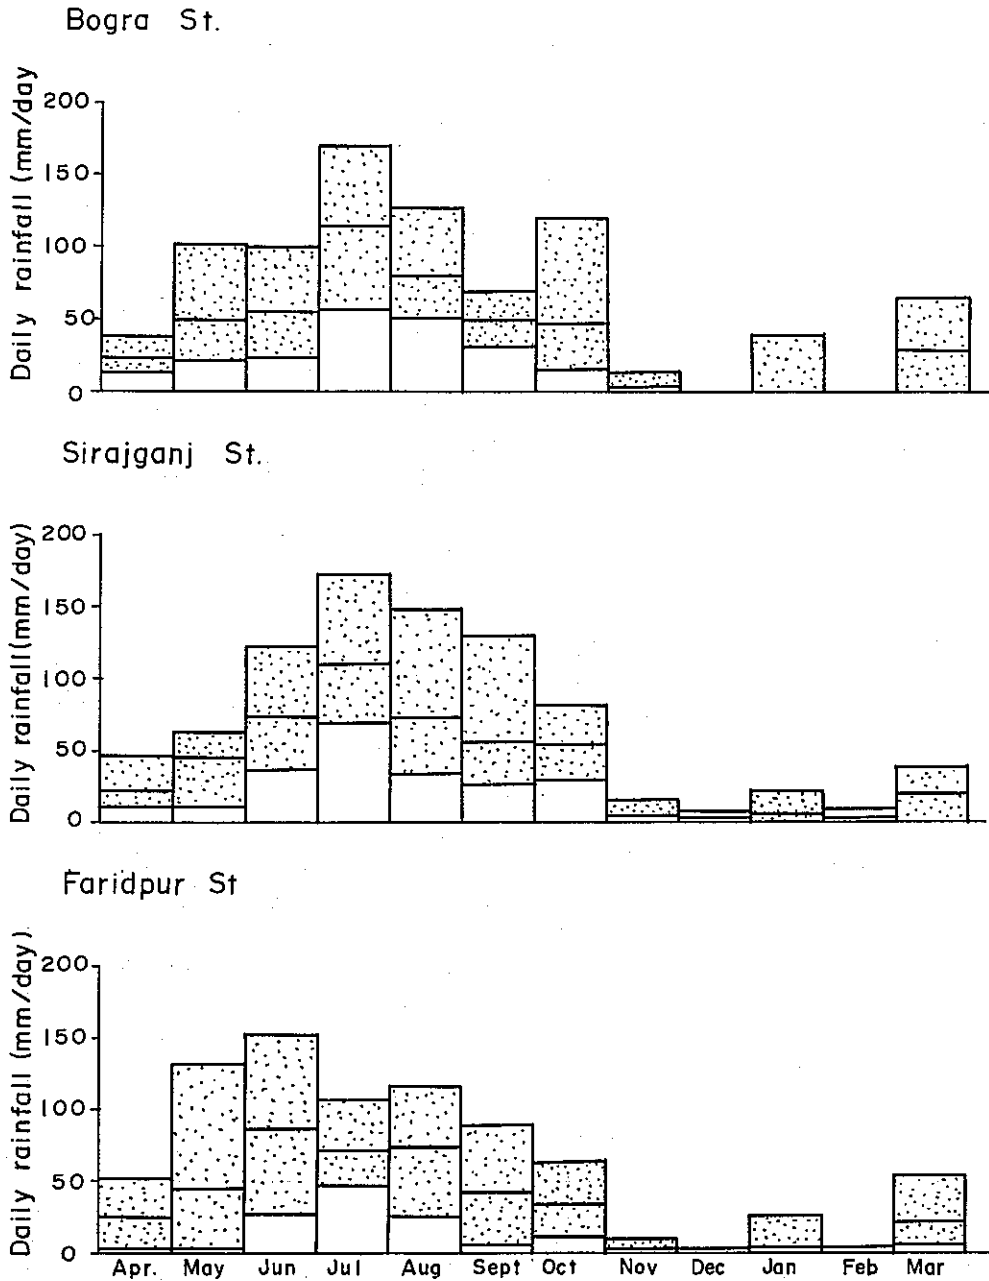 Bogra St.
Daily rainfall (mm/day
200
150
100
50
0
Sirajganj St.
Daily rainfall (mm/day)
200
150
100
50
0
Faridpur St
Daily rainfall (mm/day)
200
150
100
50
0
Apr. May Jun Jul Aug Sept Oct Nov Dec Jan Feb Mar